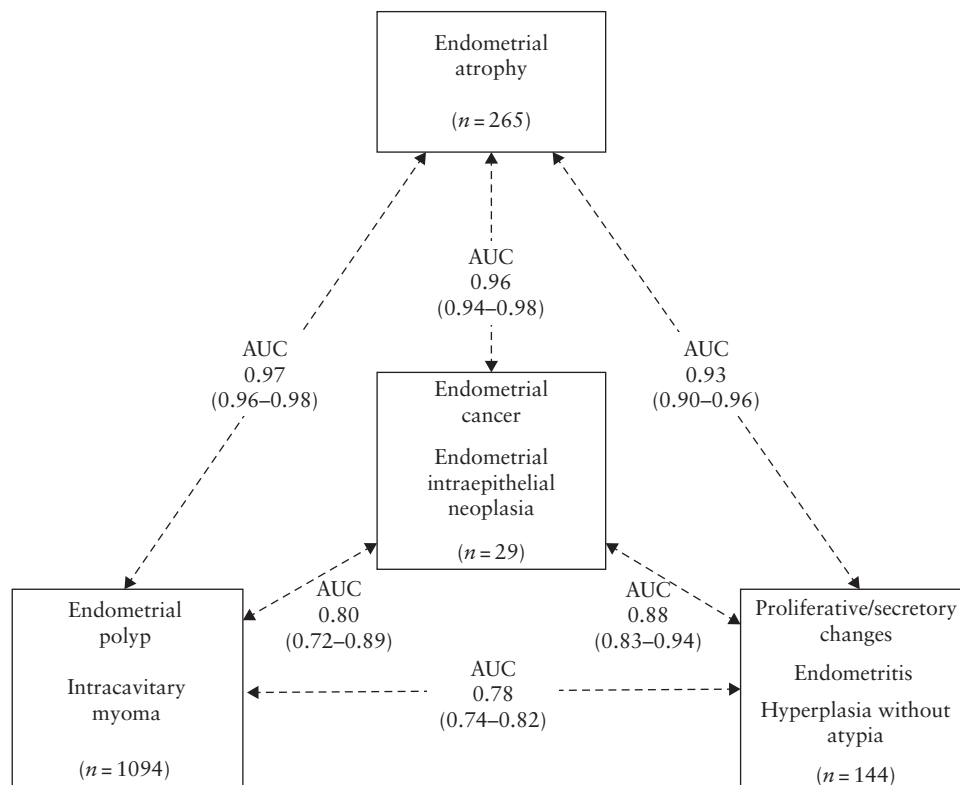 Endometrial
atrophy
(n = 265)
AUC
0.96
(0.94–0.98)
AUC
0.97
(0.96–0.98)
AUC
0.93
(0.90–0.96)
Endometrial
cancer
Endometrial
intraepithelial
neoplasia
(n = 29)
AUC
0.80
(0.72–0.89)
AUC
0.88
(0.83–0.94)
Endometrial
polyp
Intracavitary
myoma
(n = 1094)
AUC
0.78
(0.74–0.82)
Proliferative/secretory
changes
Endometritis
Hyperplasia without
atypia
(n = 144)